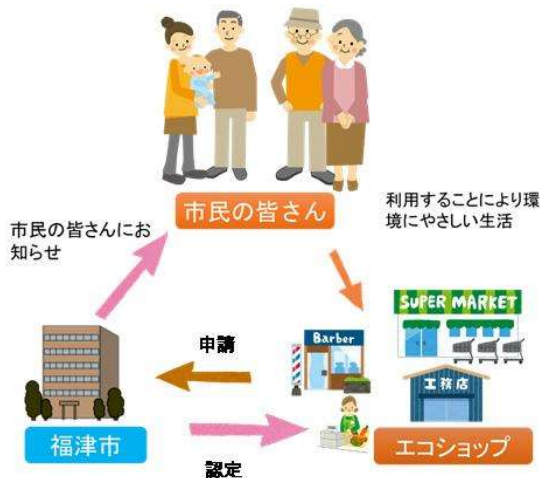 市民の皆さん
市民の皆さんにお
知らせ
利用することにより環
境にやさしい生活
SUPER MARKET
Barber
申請
工務店
福津市
エコショップ
認定